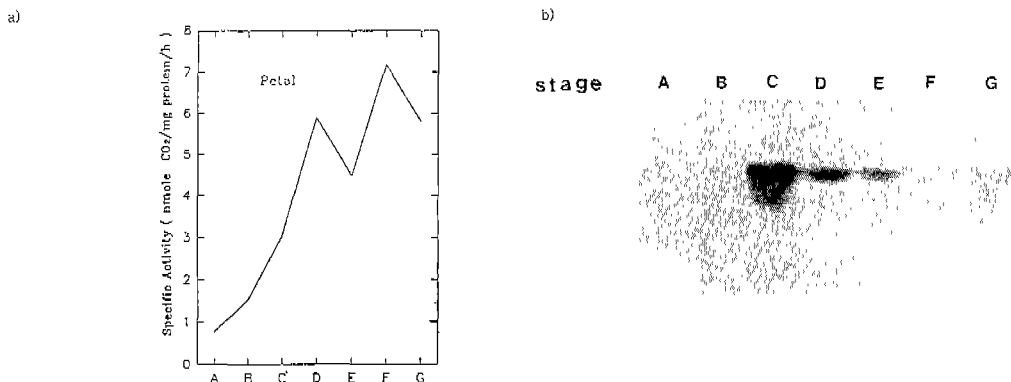 a)
b)
8
7
6
5
4
3
2
1
0
Petal
Specific Activity ( nmole CO2/mg protein/h )
A B C D E F G
stage A B C D E F G